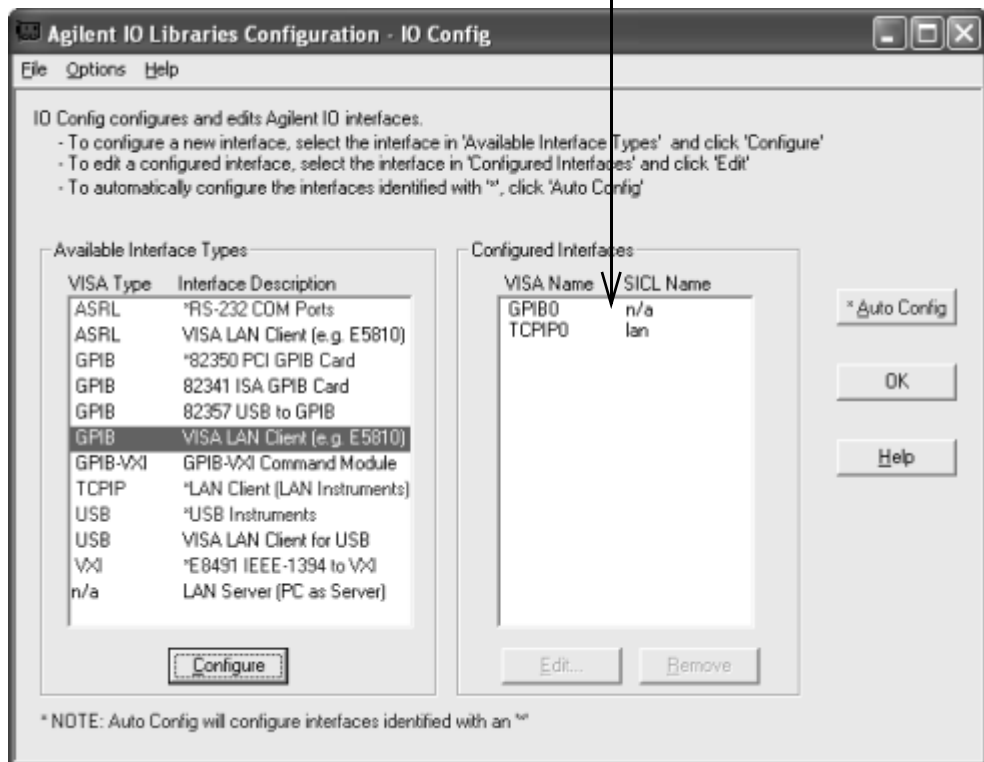 Agilent IO Libraries Configuration - IO Config
File Options Help
IO Config configures and edits Agilent IO interfaces.
- To configure a new interface, select the interface in 'Available Interface Types' and click 'Configure'
- To edit a configured interface, select the interface in 'Configured Interfaces' and click 'Edit'
- To automatically configure the interfaces identified with '*', click 'Auto Config'
Available Interface Types
VISA Type Interface Description
ASRL *RS-232 COM Ports
ASRL VISA LAN Client (e.g. E5810)
GPIB *82350 PCI GPIB Card
GPIB 82341 ISA GPIB Card
GPIB 82357 USB to GPIB
GPIB VISA LAN Client (e.g. E5810)
GPIB-VXI GPIB-VXI Command Module
TCPIP *LAN Client (LAN Instruments)
USB *USB Instruments
USB VISA LAN Client for USB
VXI *E8491 IEEE-1394 to VXI
n/a LAN Server (PC as Server)
Configure
Configured Interfaces
VISA Name SICL Name
GPIB0 n/a
TCPIP0 lan
Edit... Remove
* Auto Config
OK
Help
* NOTE: Auto Config will configure interfaces identified with an '*'